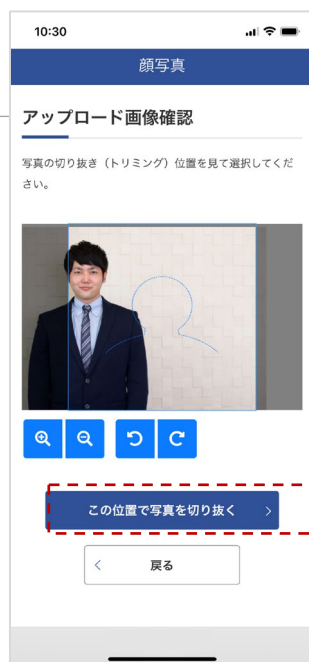 10:30
顔写真
アップロード画像確認
写真の切り抜き（トリミング）位置を見て選択してくだ
さい。
この位置で写真を切り抜く
戻る